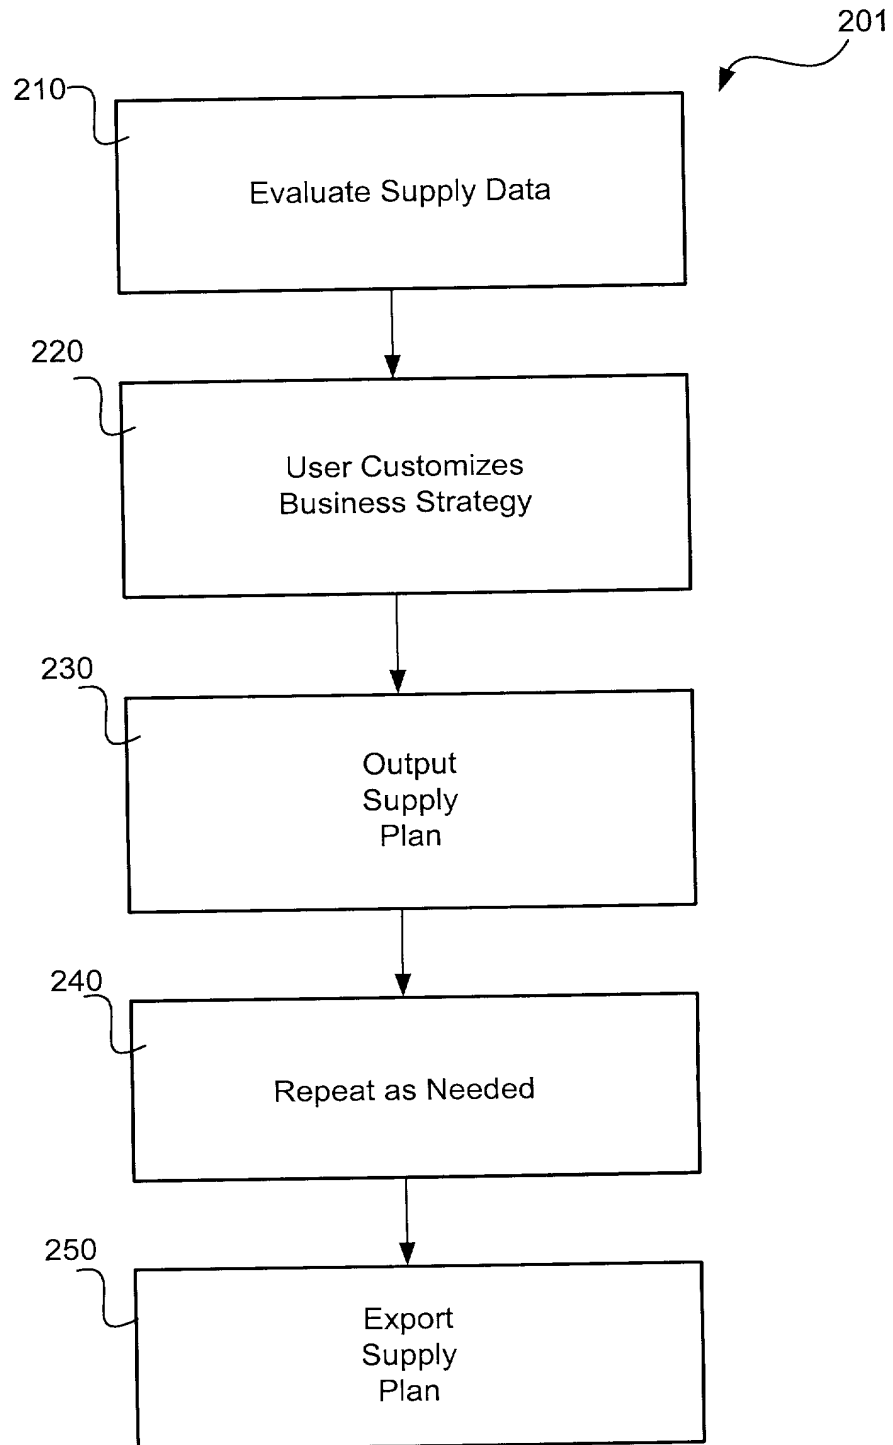 201
210
Evaluate Supply Data
220
User Customizes
Business Strategy
230
Output
Supply
Plan
240
Repeat as Needed
250
Export
Supply
Plan